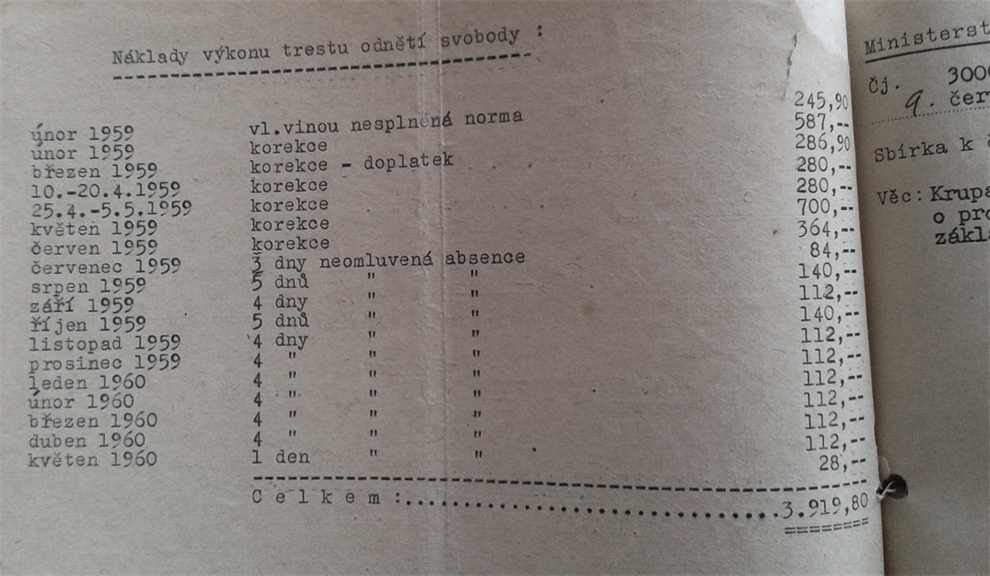 Náklady výkonu trestu odnětí svobody :
únor 1959 vl.vinou nesplněná norma 245,90
únor 1959 korekce 587,--
březen 1959 korekce - doplatek 286,90
10.-20.4.1959 korekce 280,--
25.4.-5.5.1959 korekce 280,--
květen 1959 korekce 700,--
červen 1959 korekce 364,--
červenec 1959 3 dny neomluvená absence 84,--
srpen 1959 5 dnů " " 140,--
září 1959 4 dny " " 112,--
říjen 1959 5 dnů " " 140,--
listopad 1959 4 dny " " 112,--
prosinec 1959 4 " " " 112,--
leden 1960 4 " " " 112,--
únor 1960 4 " " " 112,--
březen 1960 4 " " " 112,--
duben 1960 4 " " " 112,--
květen 1960 1 den " " 28,--
C e l k e m :........................................3.919,80
Ministerst
Čj. 300
9. čer
Sbírka k
Věc: Krupa
o pro
zákl